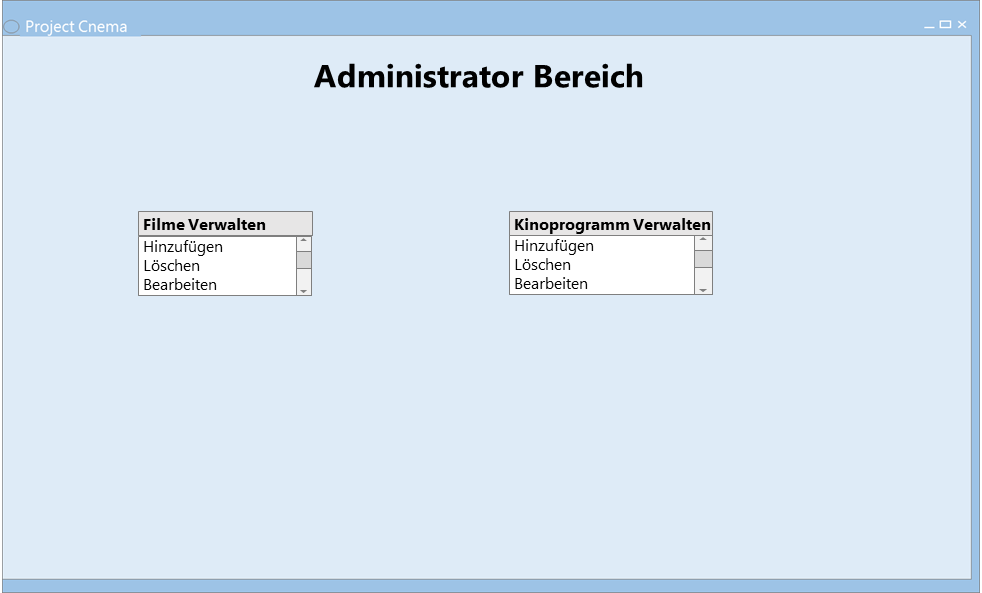 Project Cnema
Administrator Bereich
Filme Verwalten
Hinzufügen
Löschen
Bearbeiten
Kinoprogramm Verwalten
Hinzufügen
Löschen
Bearbeiten